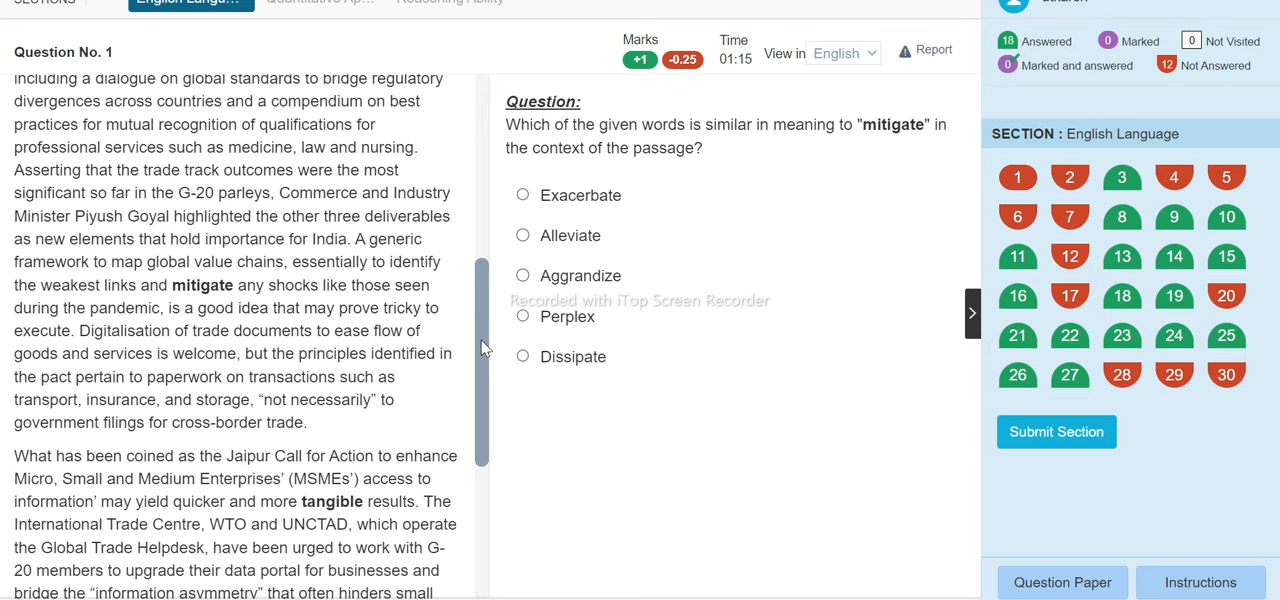 SECTIONS
English Langu...
Quantitative Ap...
Reasoning Ability
Question No. 1
Marks
+1
-0.25
Time
01:15
View in
English
Report
including a dialogue on global standards to bridge regulatory
divergences across countries and a compendium on best
practices for mutual recognition of qualifications for
professional services such as medicine, law and nursing.
Asserting that the trade track outcomes were the most
significant so far in the G-20 parleys, Commerce and Industry
Minister Piyush Goyal highlighted the other three deliverables
as new elements that hold importance for India. A generic
framework to map global value chains, essentially to identify
the weakest links and mitigate any shocks like those seen
during the pandemic, is a good idea that may prove tricky to
execute. Digitalisation of trade documents to ease flow of
goods and services is welcome, but the principles identified in
the pact pertain to paperwork on transactions such as
transport, insurance, and storage, “not necessarily” to
government filings for cross-border trade.
What has been coined as the Jaipur Call for Action to enhance
Micro, Small and Medium Enterprises’ (MSMEs’) access to
information’ may yield quicker and more tangible results. The
International Trade Centre, WTO and UNCTAD, which operate
the Global Trade Helpdesk, have been urged to work with G-
20 members to upgrade their data portal for businesses and
bridge the “information asymmetry” that often hinders small
Question:
Which of the given words is similar in meaning to "mitigate" in
the context of the passage?
Exacerbate
Alleviate
Aggrandize
Recorded with iTop Screen Recorder
Perplex
Dissipate
18 Answered
0 Marked
0 Not Visited
0 Marked and answered
12 Not Answered
SECTION : English Language
1 2 3 4 5
6 7 8 9 10
11 12 13 14 15
16 17 18 19 20
21 22 23 24 25
26 27 28 29 30
Submit Section
Question Paper
Instructions